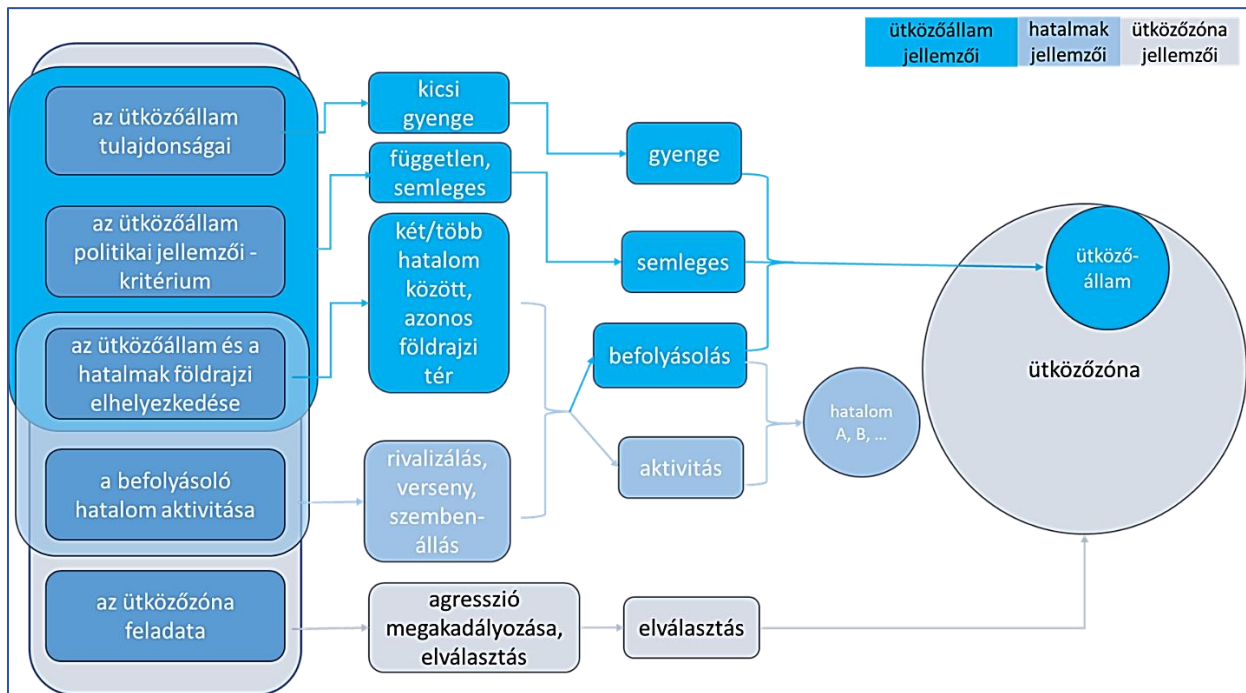 ütközőállam
jellemzői
hatalmak
jellemzői
ütközőzóna
jellemzői
az ütközőállam
tulajdonságai
az ütközőállam
politikai jellemzői -
kritérium
az ütközőállam és a
hatalmak földrajzi
elhelyezkedése
a befolyásoló
hatalom aktivitása
az ütközőzóna
feladata
kicsi
gyenge
független,
semleges
két/több
hatalom
között,
azonos
földrajzi
tér
rivalizálás,
verseny,
szemben-
állás
agresszió
megakadályozása,
elválasztás
gyenge
semleges
befolyásolás
aktivitás
elválasztás
hatalom
A, B, ...
ütköző-
állam
ütközőzóna